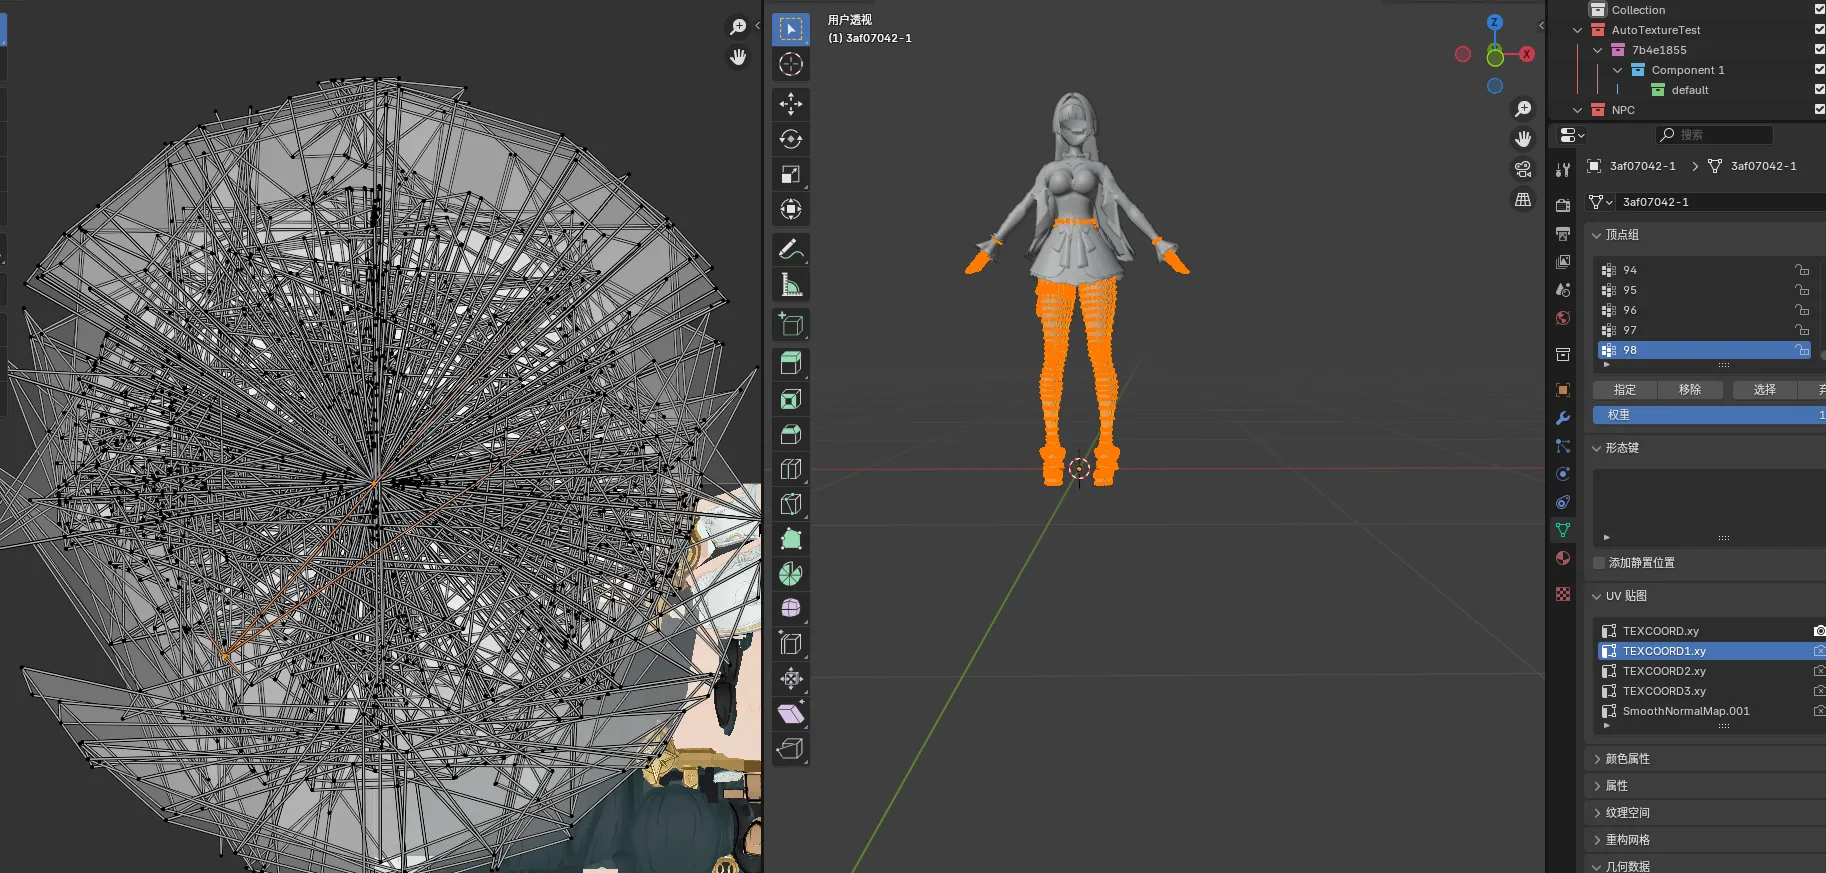 用户透视
(1) 3af07042-1
Z
X
Collection
AutoTextureTest
7b4e1855
Component 1
default
NPC
搜索
3af07042-1 > 3af07042-1
3af07042-1
顶点组
94
95
96
97
98
指定 移除 选择
权重 1
形态键
添加静置位置
UV 贴图
TEXCOORD.xy
TEXCOORD1.xy
TEXCOORD2.xy
TEXCOORD3.xy
SmoothNormalMap.001
颜色属性
属性
纹理空间
重构网格
几何数据